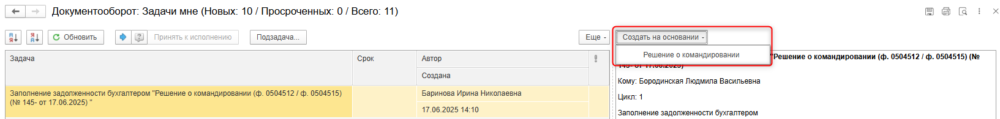 Документооборот: Задачи мне (Новых: 10 / Просроченных: 0 / Всего: 11)
Обновить
Принять к исполнению
Подзадача...
Еще
Создать на основании
Решение о командировании
Задача
Срок
Автор
Создана
Заполнение задолженности бухгалтером "Решение о командировании (ф. 0504512 / ф. 0504515)
(№ 145- от 17.06.2025) "
Баринова Ирина Николаевна
17.06.2025 14:10
"Решение о командировании (ф. 0504512 / ф. 0504515) (№
145- от 17.06.2025)
Кому: Бородинская Людмила Васильевна
Цикл: 1
Заполнение задолженности бухгалтером